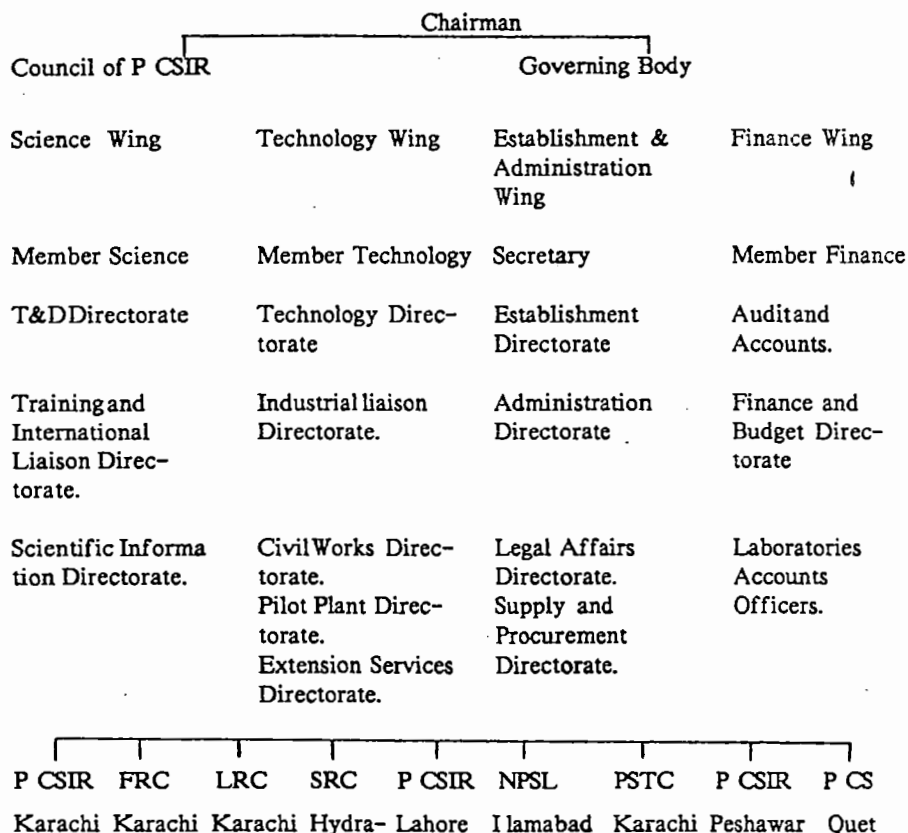 Chairman
Council of P CSIR Governing Body
Science Wing Technology Wing Establishment & Finance Wing
Administration
Wing
Member Science Member Technology Secretary Member Finance
T&DDirectorate Technology Direc- Establishment Auditand
torate Directorate Accounts.
Trainingand Industrial liaison Administration Finance and
International Directorate. Directorate Budget Direc-
Liaison Direc- torate
torate.
Scientific Informa CivilWorks Direc- Legal Affairs Laboratories
tion Directorate. torate. Directorate. Accounts
Pilot Plant Direc- Supply and Officers.
torate. Procurement
Extension Services Directorate.
Directorate.
P CSIR FRC LRC SRC P CSIR NPSL PSTC P CSIR P CS
Karachi Karachi Karachi Hydra- Lahore I lamabad Karachi Peshawar Quet